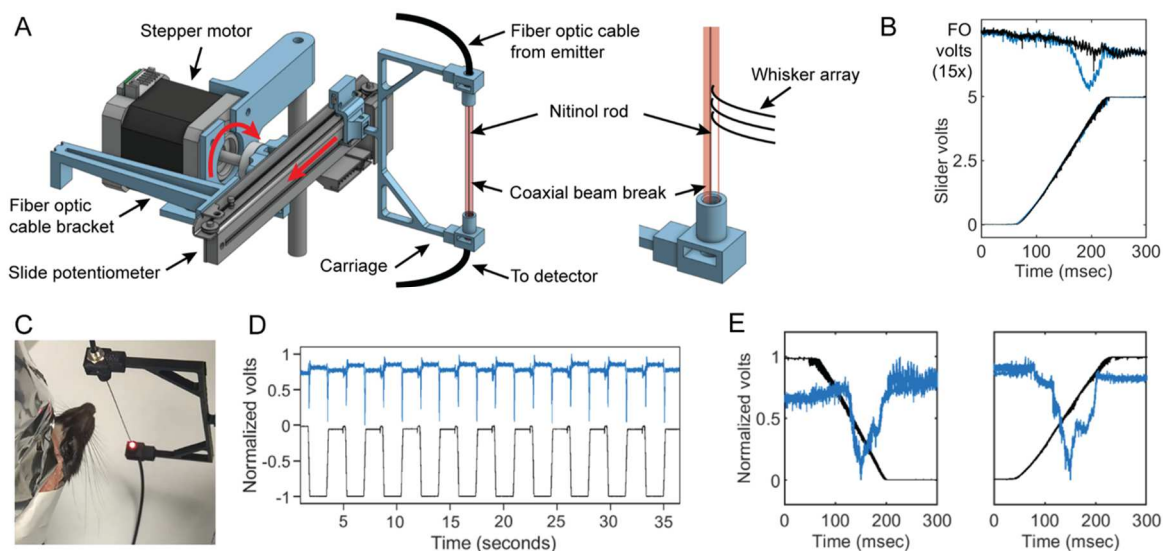 A
Stepper motor
Fiber optic cable
from emitter
Whisker array
Nitinol rod
Coaxial beam break
Fiber optic
cable bracket
Slide potentiometer
Carriage
To detector
B
FO
volts
(15x)
Slider volts
5
2.5
0
0 100 200 300
Time (msec)
C
D
Normalized volts
1
0.5
0
-0.5
-1
5 10 15 20 25 30 35
Time (seconds)
E
Normalized volts
1
0.5
0
0 100 200 300
Time (msec)
0 100 200 300
Time (msec)